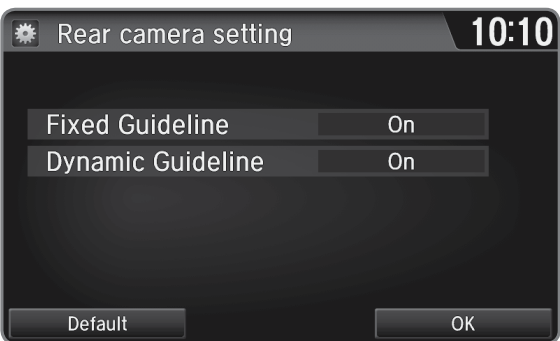 Rear camera setting 10:10
Fixed Guideline On
Dynamic Guideline On
Default OK